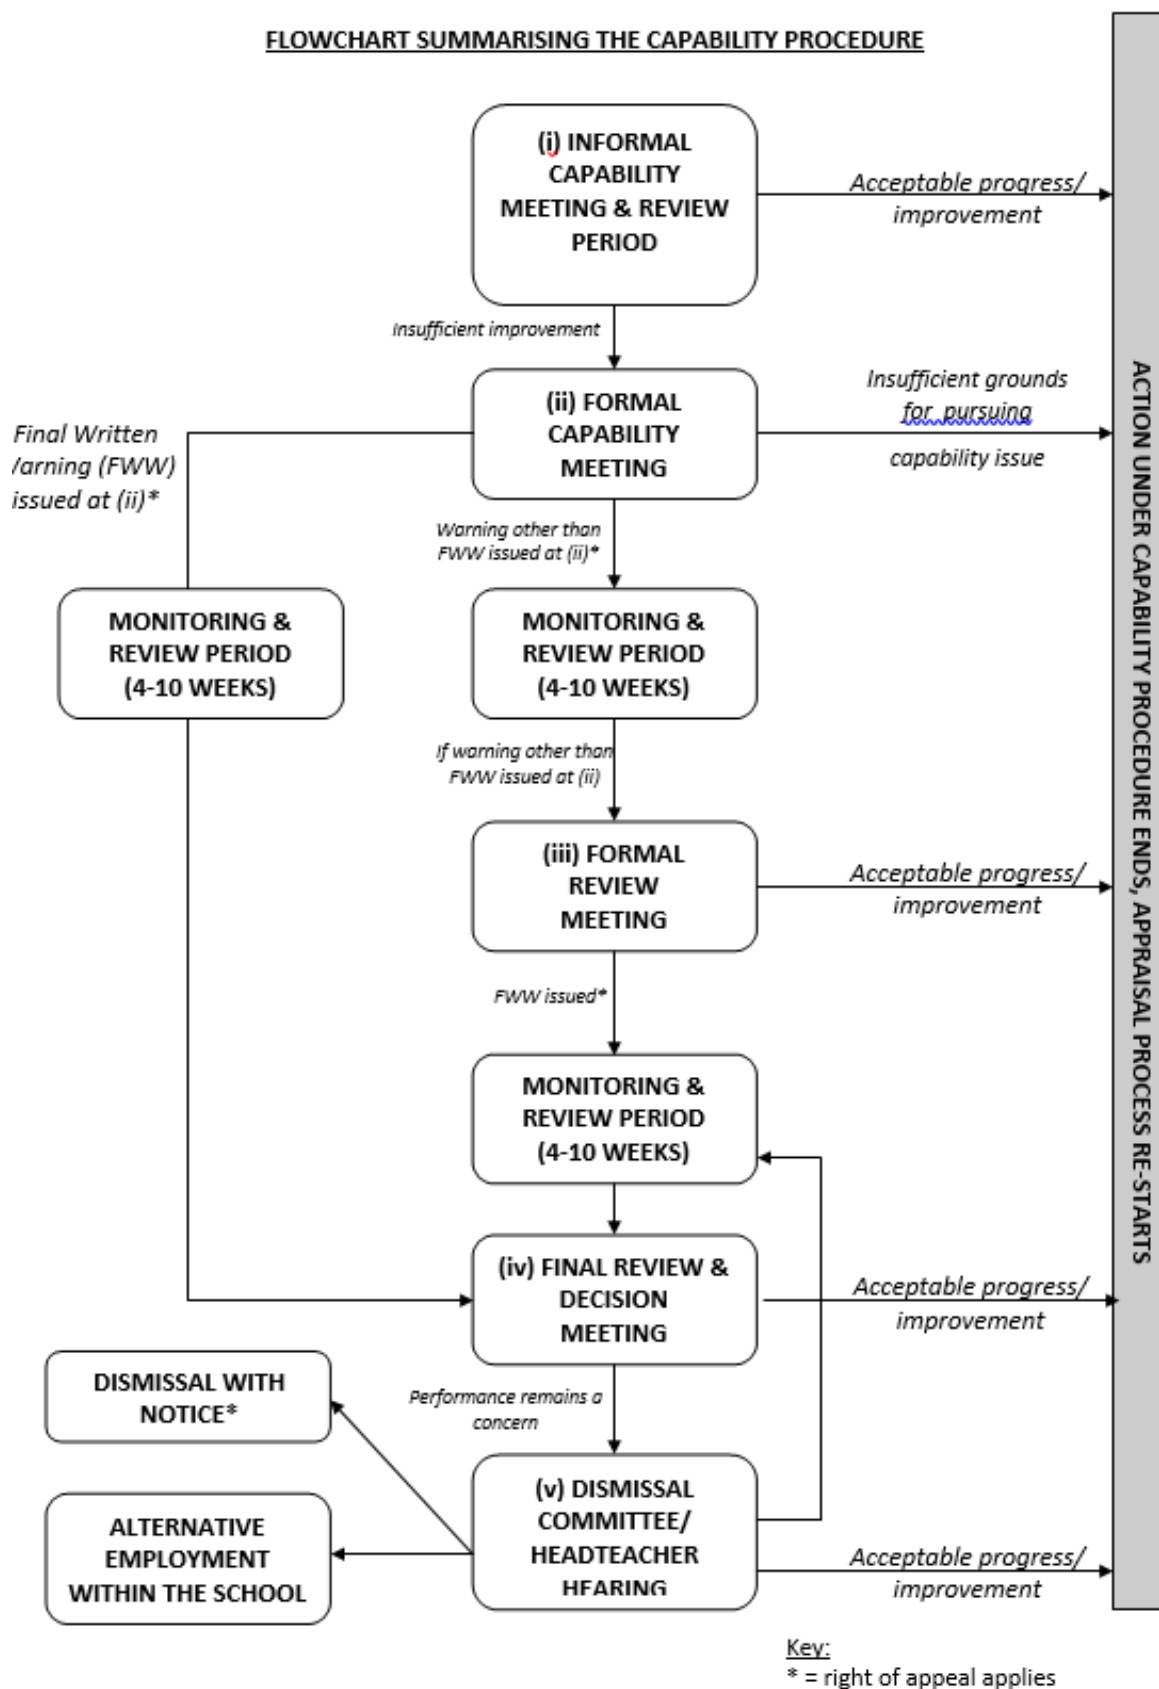 FLOWCHART SUMMARISING THE CAPABILITY PROCEDURE
(i) INFORMAL
CAPABILITY
MEETING & REVIEW
PERIOD
Acceptable progress/
improvement
Insufficient improvement
(ii) FORMAL
CAPABILITY
MEETING
Insufficient grounds
for pursuing
capability issue
Final Written
/arning (FWW)
issued at (ii)*
Warning other than
FWW issued at (ii)*
MONITORING &
REVIEW PERIOD
(4-10 WEEKS)
MONITORING &
REVIEW PERIOD
(4-10 WEEKS)
If warning other than
FWW issued at (ii)
(iii) FORMAL
REVIEW
MEETING
Acceptable progress/
improvement
FWW issued*
MONITORING &
REVIEW PERIOD
(4-10 WEEKS)
(iv) FINAL REVIEW &
DECISION
MEETING
Acceptable progress/
improvement
Performance remains a
concern
DISMISSAL WITH
NOTICE*
(v) DISMISSAL
COMMITTEE/
HEADTEACHER
HEARING
ALTERNATIVE
EMPLOYMENT
WITHIN THE SCHOOL
Acceptable progress/
improvement
ACTION UNDER CAPABILITY PROCEDURE ENDS, APPRAISAL PROCESS RE-STARTS
Key:
* = right of appeal applies